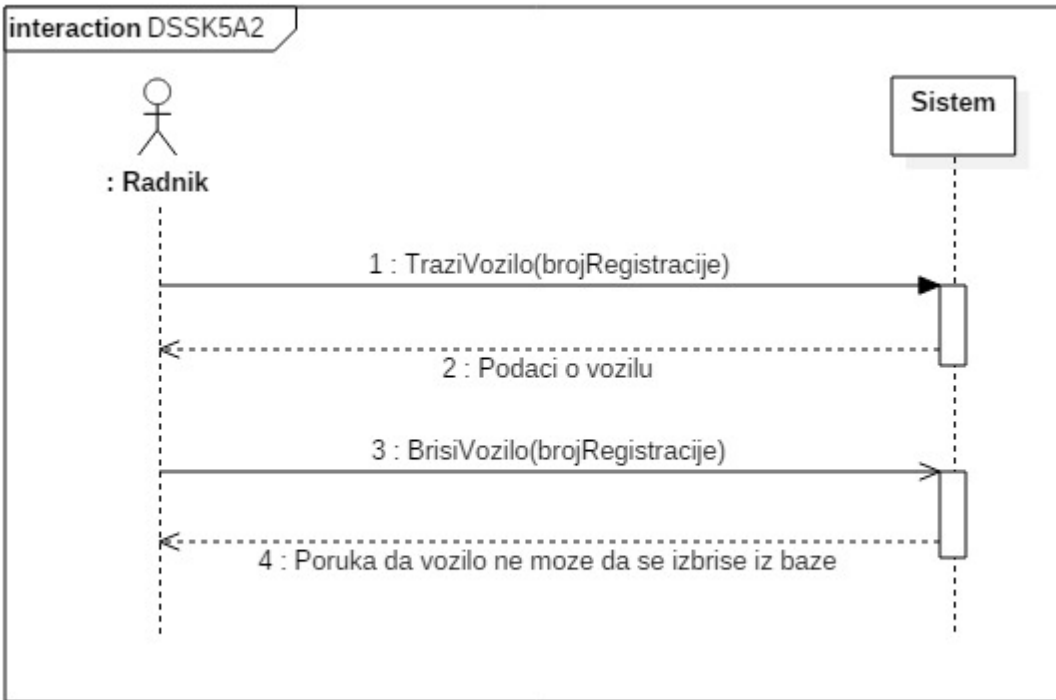 interaction DSSK5A2
Sistem
: Radnik
1 : TraziVozilo(brojRegistracije)
2 : Podaci o vozilu
3 : BrisiVozilo(brojRegistracije)
4 : Poruka da vozilo ne moze da se izbrise iz baze